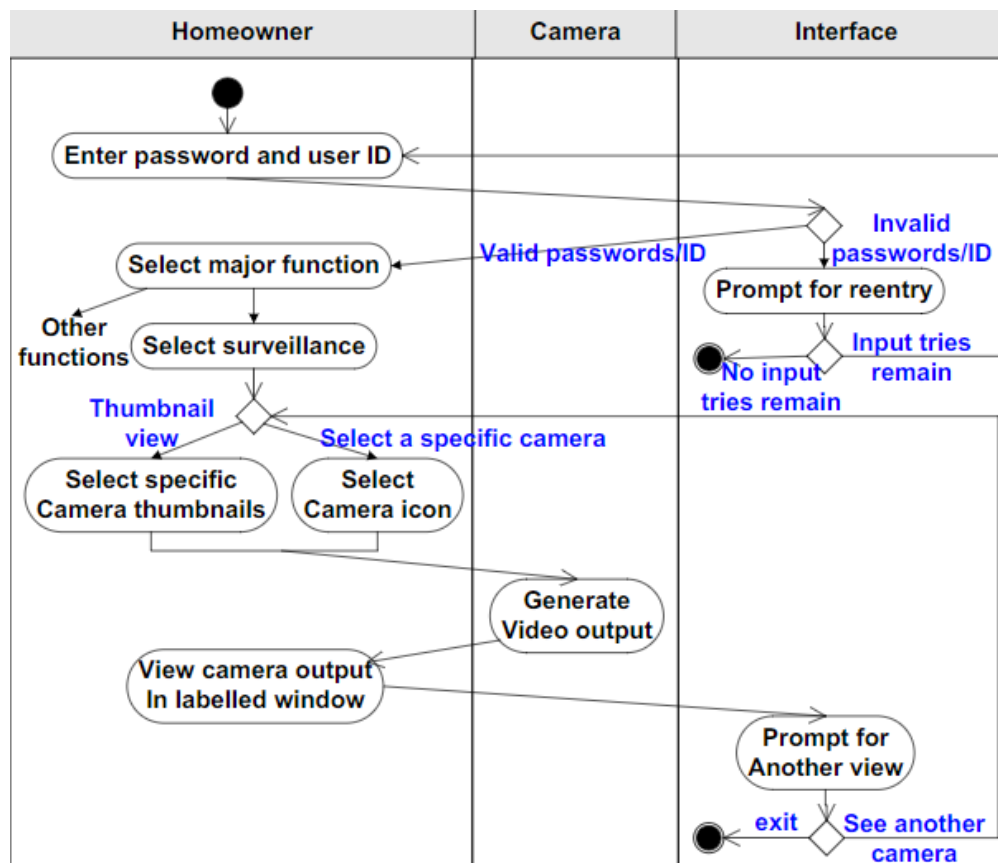 Homeowner
Camera
Interface
Enter password and user ID
Invalid
passwords/ID
Valid passwords/ID
Select major function
Prompt for reentry
Other
functions
Select surveillance
Input tries
remain
No input
tries remain
Thumbnail
view
Select a specific camera
Select specific
Camera thumbnails
Select
Camera icon
Generate
Video output
View camera output
In labelled window
Prompt for
Another view
exit
See another
camera